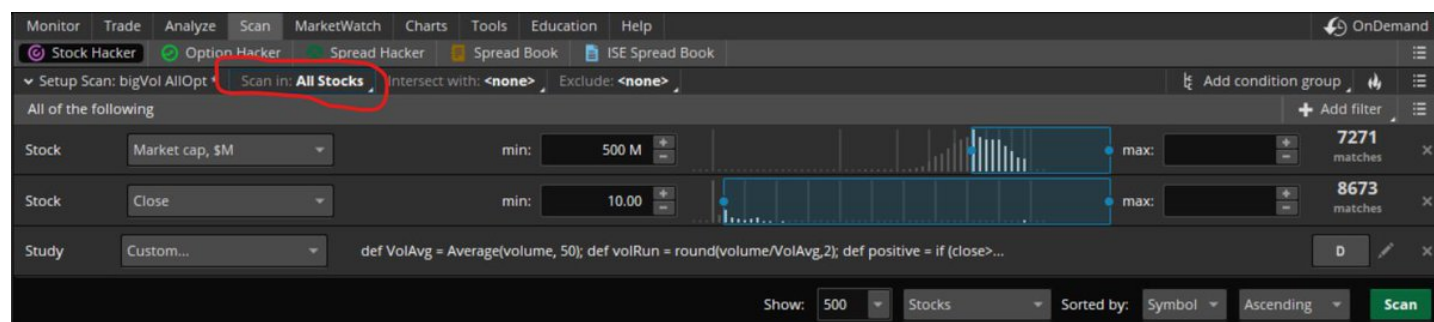 Monitor Trade Analyze Scan MarketWatch Charts Tools Education Help OnDemand
Stock Hacker Option Hacker Spread Hacker Spread Book ISE Spread Book
Setup Scan: bigVol AllOpt * Scan in: All Stocks Intersect with: <none> Exclude: <none> Add condition group
All of the following + Add filter
Stock Market cap, $M min: 500 M + - max: + - 7271
matches ×
Stock Close min: 10.00 + - max: + - 8673
matches ×
Study Custom... def VolAvg = Average(volume, 50); def volRun = round(volume/VolAvg,2); def positive = if (close>... D ×
Show: 500 Stocks Sorted by: Symbol Ascending Scan